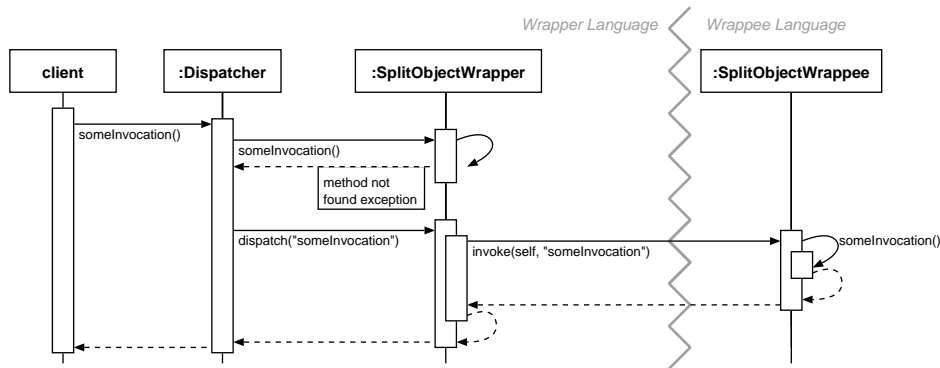 Wrapper Language
Wrappee Language
client
:Dispatcher
:SplitObjectWrapper
:SplitObjectWrappee
someInvocation()
someInvocation()
method not
found exception
dispatch("someInvocation")
invoke(self, "someInvocation")
someInvocation()